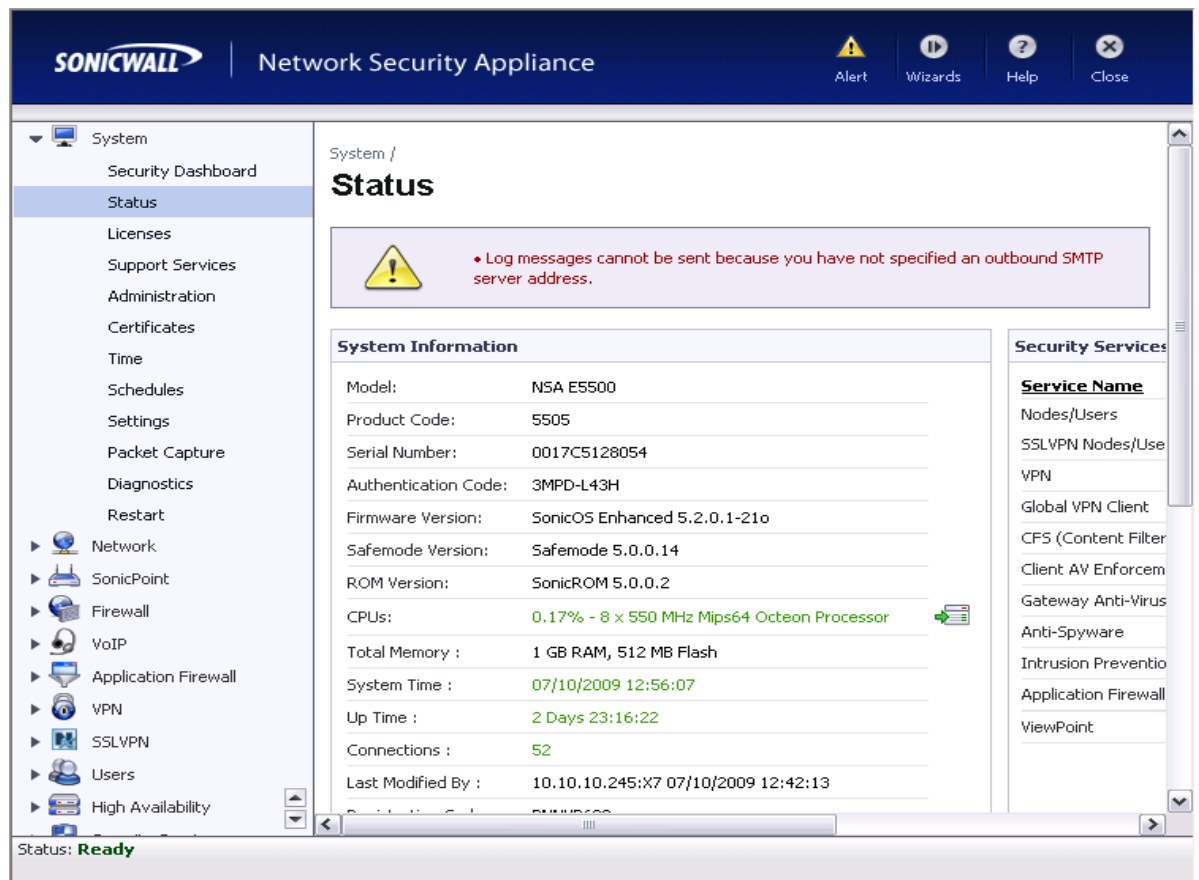 SONICWALL
Network Security Appliance
Alert
Wizards
Help
Close
System
Security Dashboard
Status
Licenses
Support Services
Administration
Certificates
Time
Schedules
Settings
Packet Capture
Diagnostics
Restart
Network
SonicPoint
Firewall
VoIP
Application Firewall
VPN
SSLVPN
Users
High Availability
System /
Status
• Log messages cannot be sent because you have not specified an outbound SMTP
server address.
System Information
Model: NSA E5500
Product Code: 5505
Serial Number: 0017C5128054
Authentication Code: 3MPD-L43H
Firmware Version: SonicOS Enhanced 5.2.0.1-21o
Safemode Version: Safemode 5.0.0.14
ROM Version: SonicROM 5.0.0.2
CPUs: 0.17% - 8 x 550 MHz Mips64 Octeon Processor
Total Memory : 1 GB RAM, 512 MB Flash
System Time : 07/10/2009 12:56:07
Up Time : 2 Days 23:16:22
Connections : 52
Last Modified By : 10.10.10.245:X7 07/10/2009 12:42:13
Security Services
Service Name
Nodes/Users
SSLVPN Nodes/Use
VPN
Global VPN Client
CFS (Content Filter
Client AV Enforcem
Gateway Anti-Virus
Anti-Spyware
Intrusion Preventio
Application Firewall
ViewPoint
Status: Ready